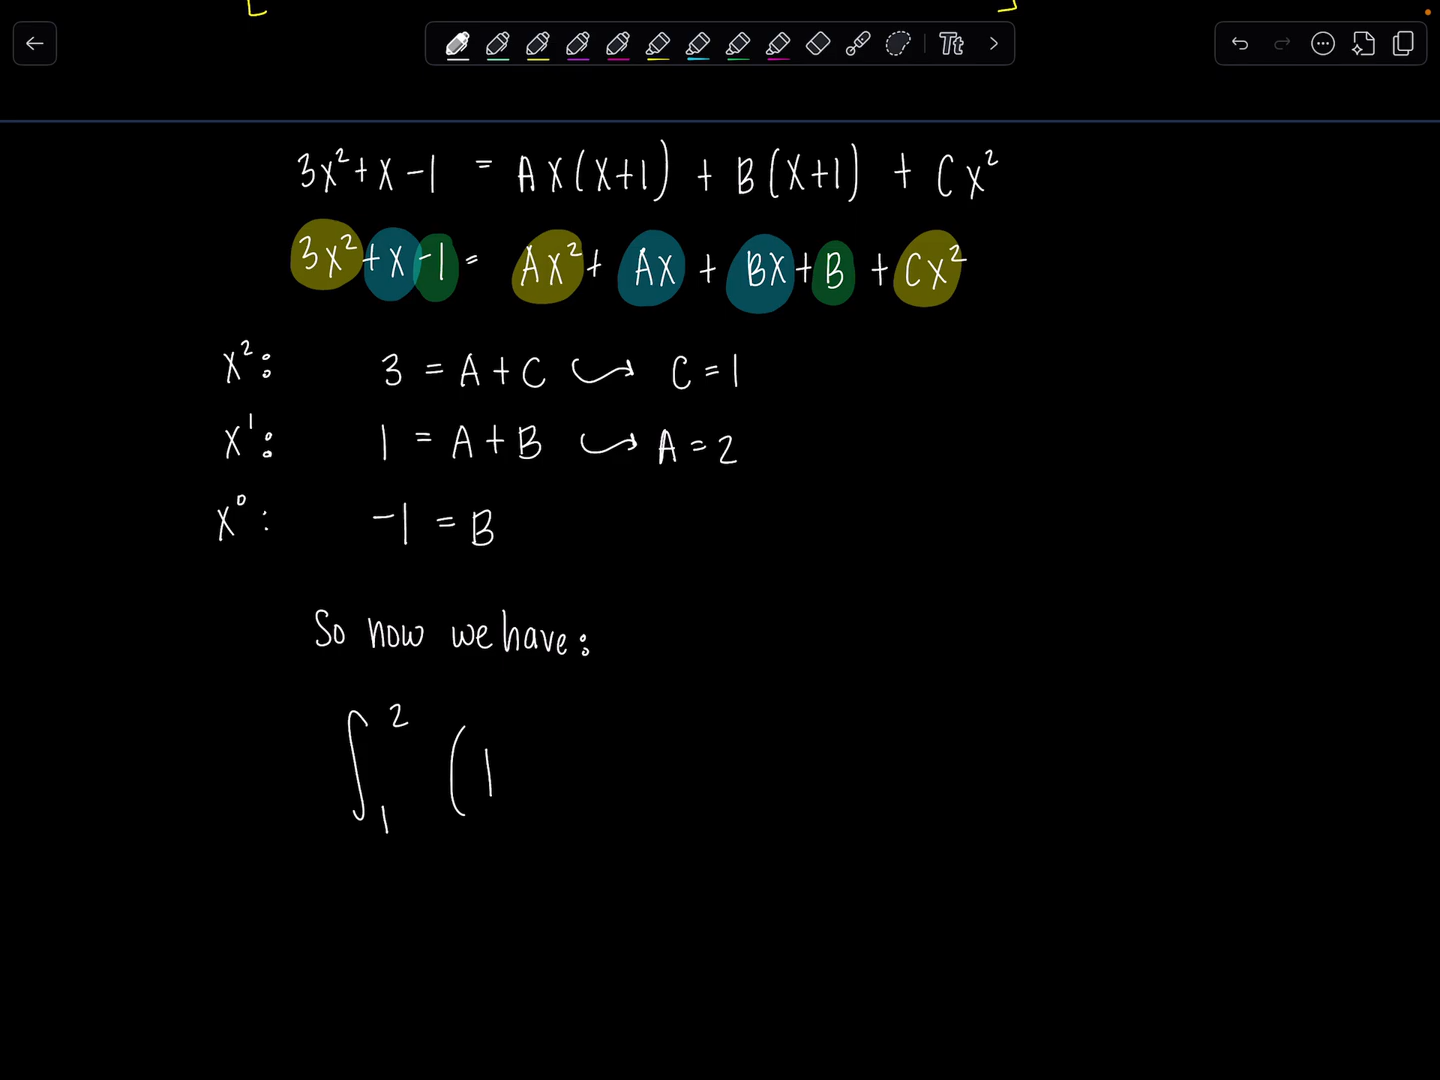 Tt
3x²+x-1 = Ax(x+1) + B(x+1) + Cx²
3x²+x-1 = Ax²+ Ax + Bx+B +Cx²
x²: 3 = A+C ↪ C=1
x¹: 1 = A+B ↪ A=2
x⁰: -1 = B
So now we have:
∫₁² (1